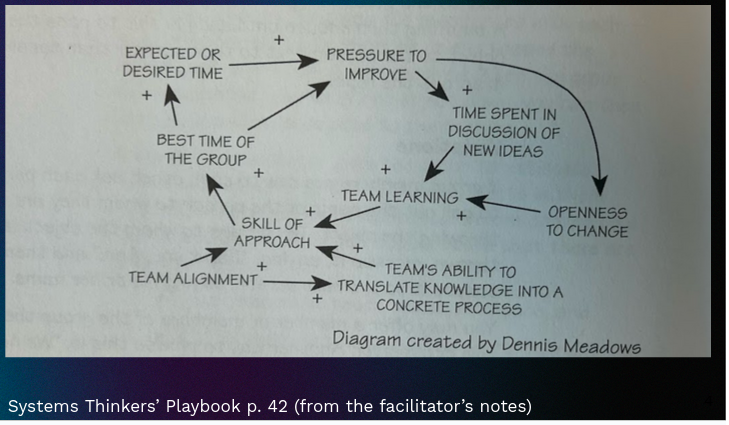 EXPECTED OR
DESIRED TIME
+
PRESSURE TO
IMPROVE
+
+
TIME SPENT IN
DISCUSSION OF
NEW IDEAS
BEST TIME OF
THE GROUP
+
+
TEAM LEARNING
+
+
OPENNESS
TO CHANGE
SKILL OF
APPROACH
+
TEAM ALIGNMENT
+
+
TEAM'S ABILITY TO
TRANSLATE KNOWLEDGE INTO A
CONCRETE PROCESS
Diagram created by Dennis Meadows
Systems Thinkers' Playbook p. 42 (from the facilitator's notes)